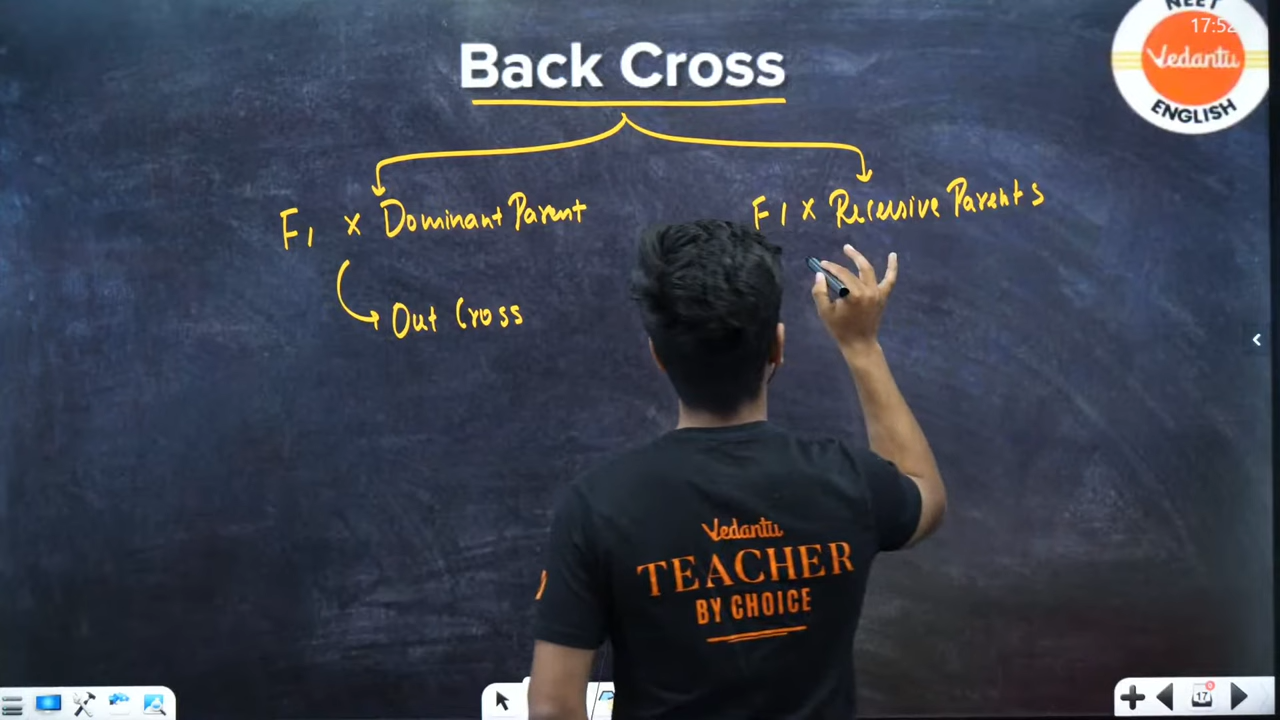 NEET
17:52
Vedantu
ENGLISH
Back Cross
F1 × Dominant Parent
F1 × Recessive Parents
Out Cross
Vedantu
TEACHER
BY CHOICE
17